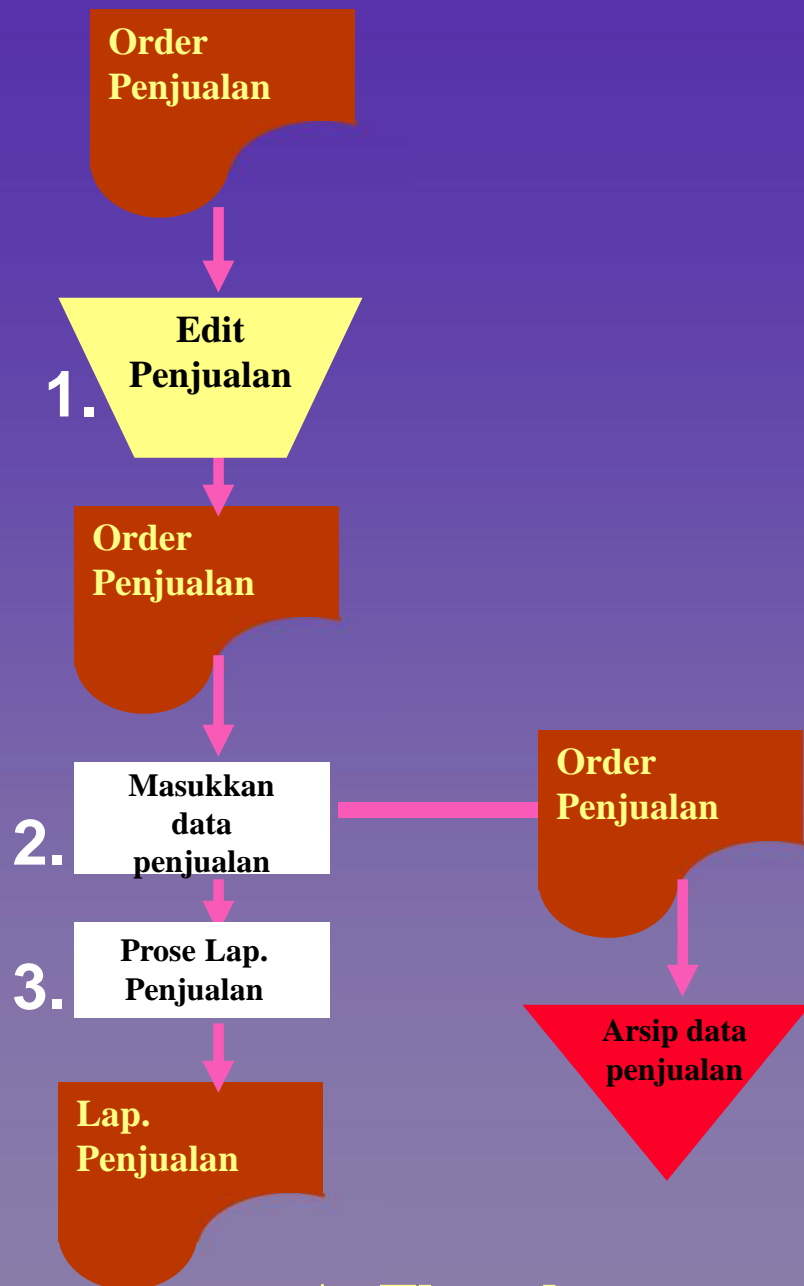 Order
Penjualan
1.
Edit
Penjualan
Order
Penjualan
2.
Masukkan
data
penjualan
Order
Penjualan
3.
Prose Lap.
Penjualan
Arsip data
penjualan
Lap.
Penjualan